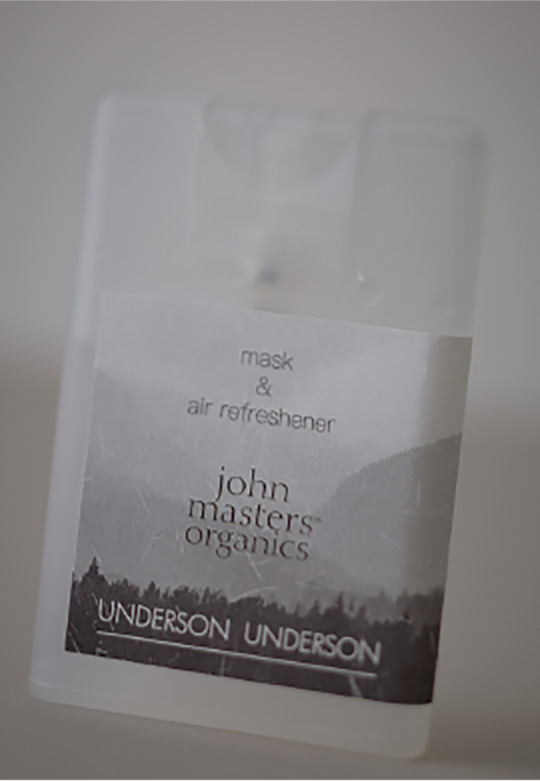 mask
&
air refreshener
john
masters™
organics
UNDERSON UNDERSON